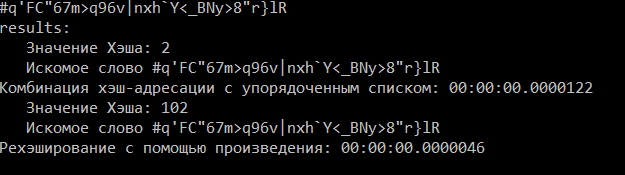 #q'FC"67m>q96v|nxh`Y<_BNy>8"r}lR
results:
Значение Хэша: 2
Искомое слово #q'FC"67m>q96v|nxh`Y<_BNy>8"r}lR
Комбинация хэш-адресации с упорядоченным списком: 00:00:00.0000122
Значение Хэша: 102
Искомое слово #q'FC"67m>q96v|nxh`Y<_BNy>8"r}lR
Рехэширование с помощью произведения: 00:00:00.0000046